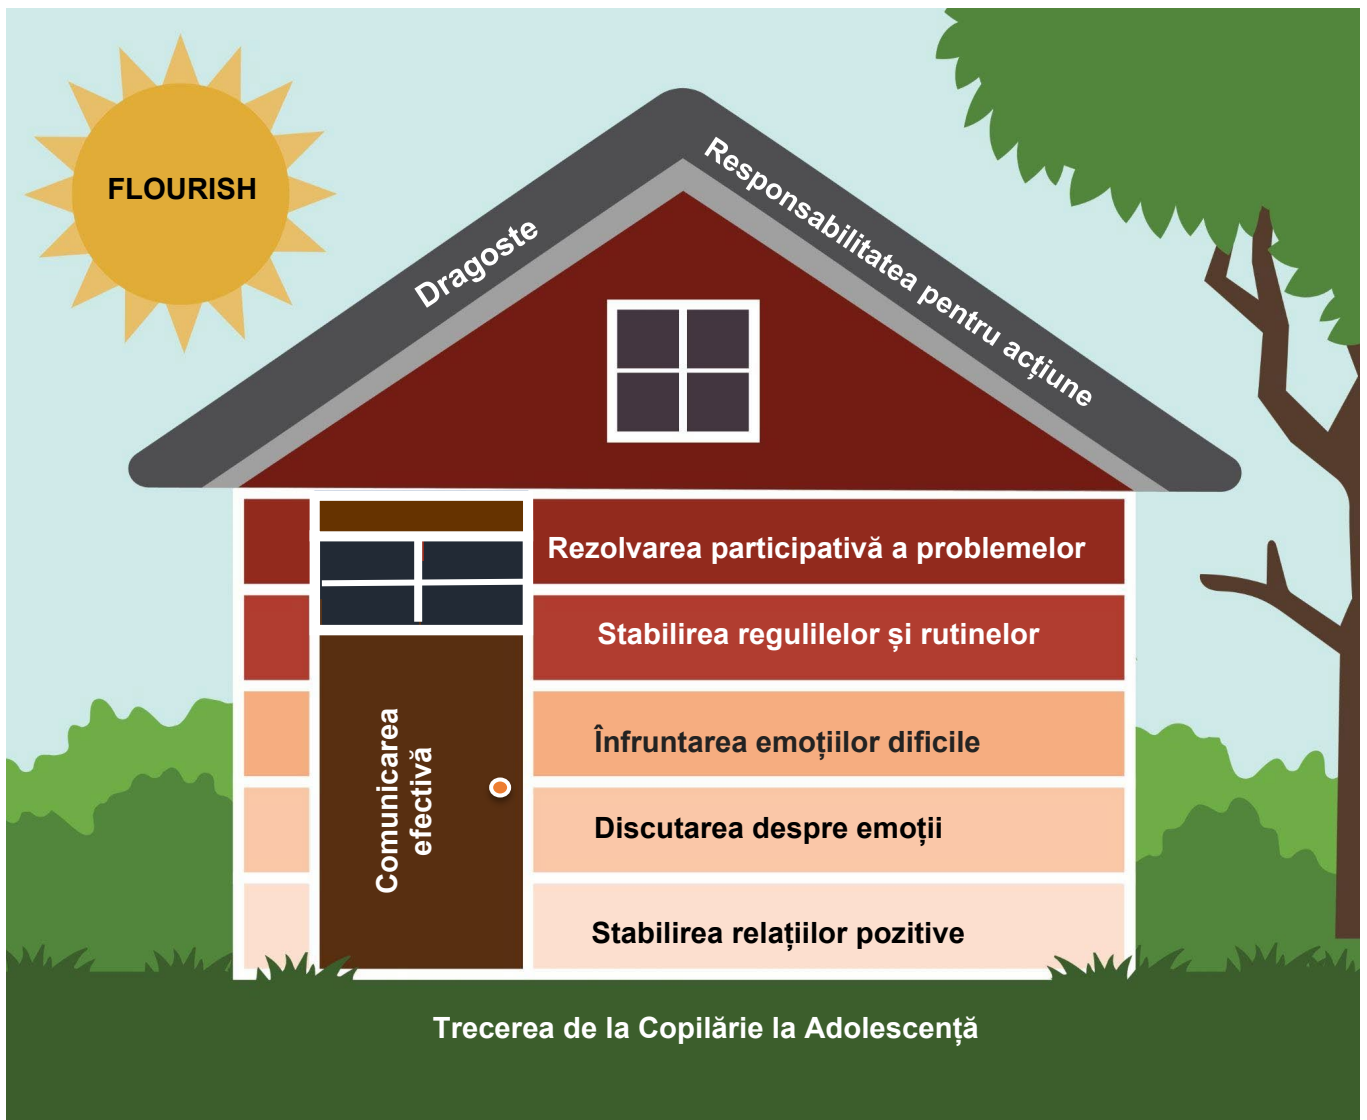 FLOURISH
Dragoste
Responsabilitatea pentru acțiune
Rezolvarea participativă a problemelor
Stabilirea regulilelor și rutinelor
Înfruntarea emoțiilor dificile
Discutarea despre emoții
Stabilirea relațiilor pozitive
Comunicarea
efectivă
Trecerea de la Copilărie la Adolescență